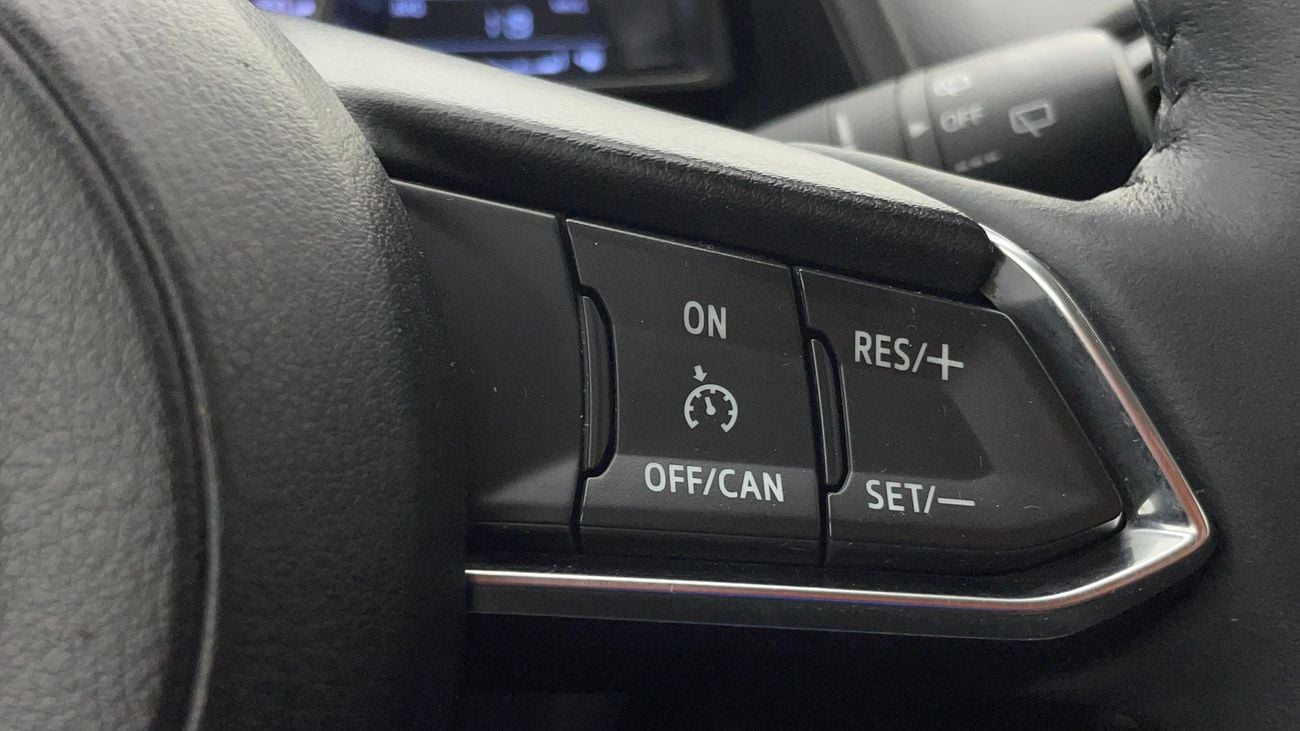 OFF
ON
RES/+
OFF/CAN
SET/—